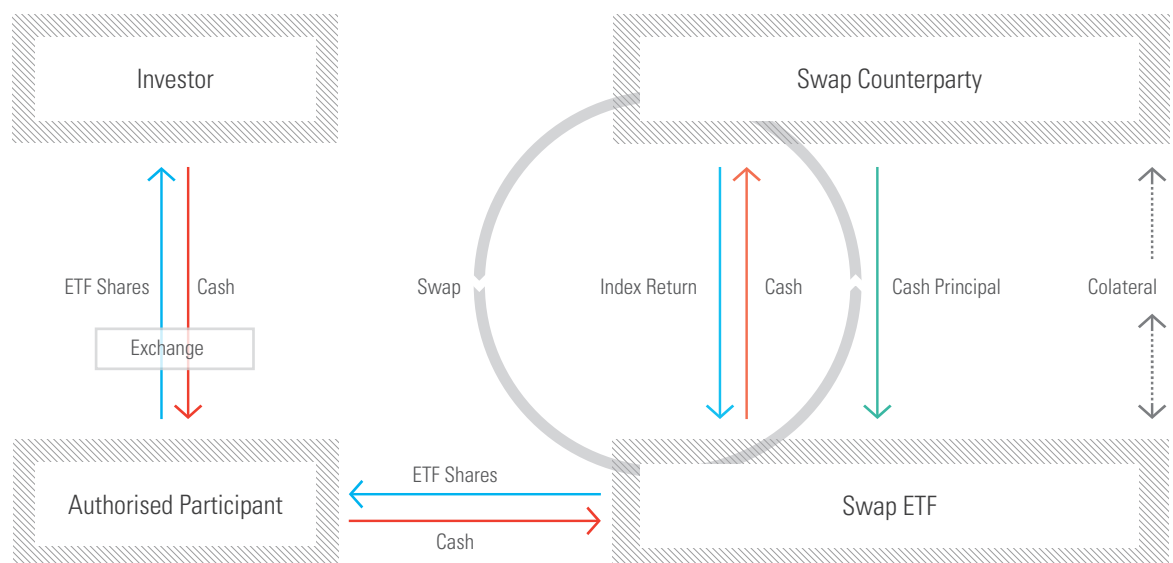 Investor
Swap Counterparty
ETF Shares
Cash
Swap
Index Return
Cash
Cash Principal
Colateral
Exchange
ETF Shares
Authorised Participant
Swap ETF
Cash